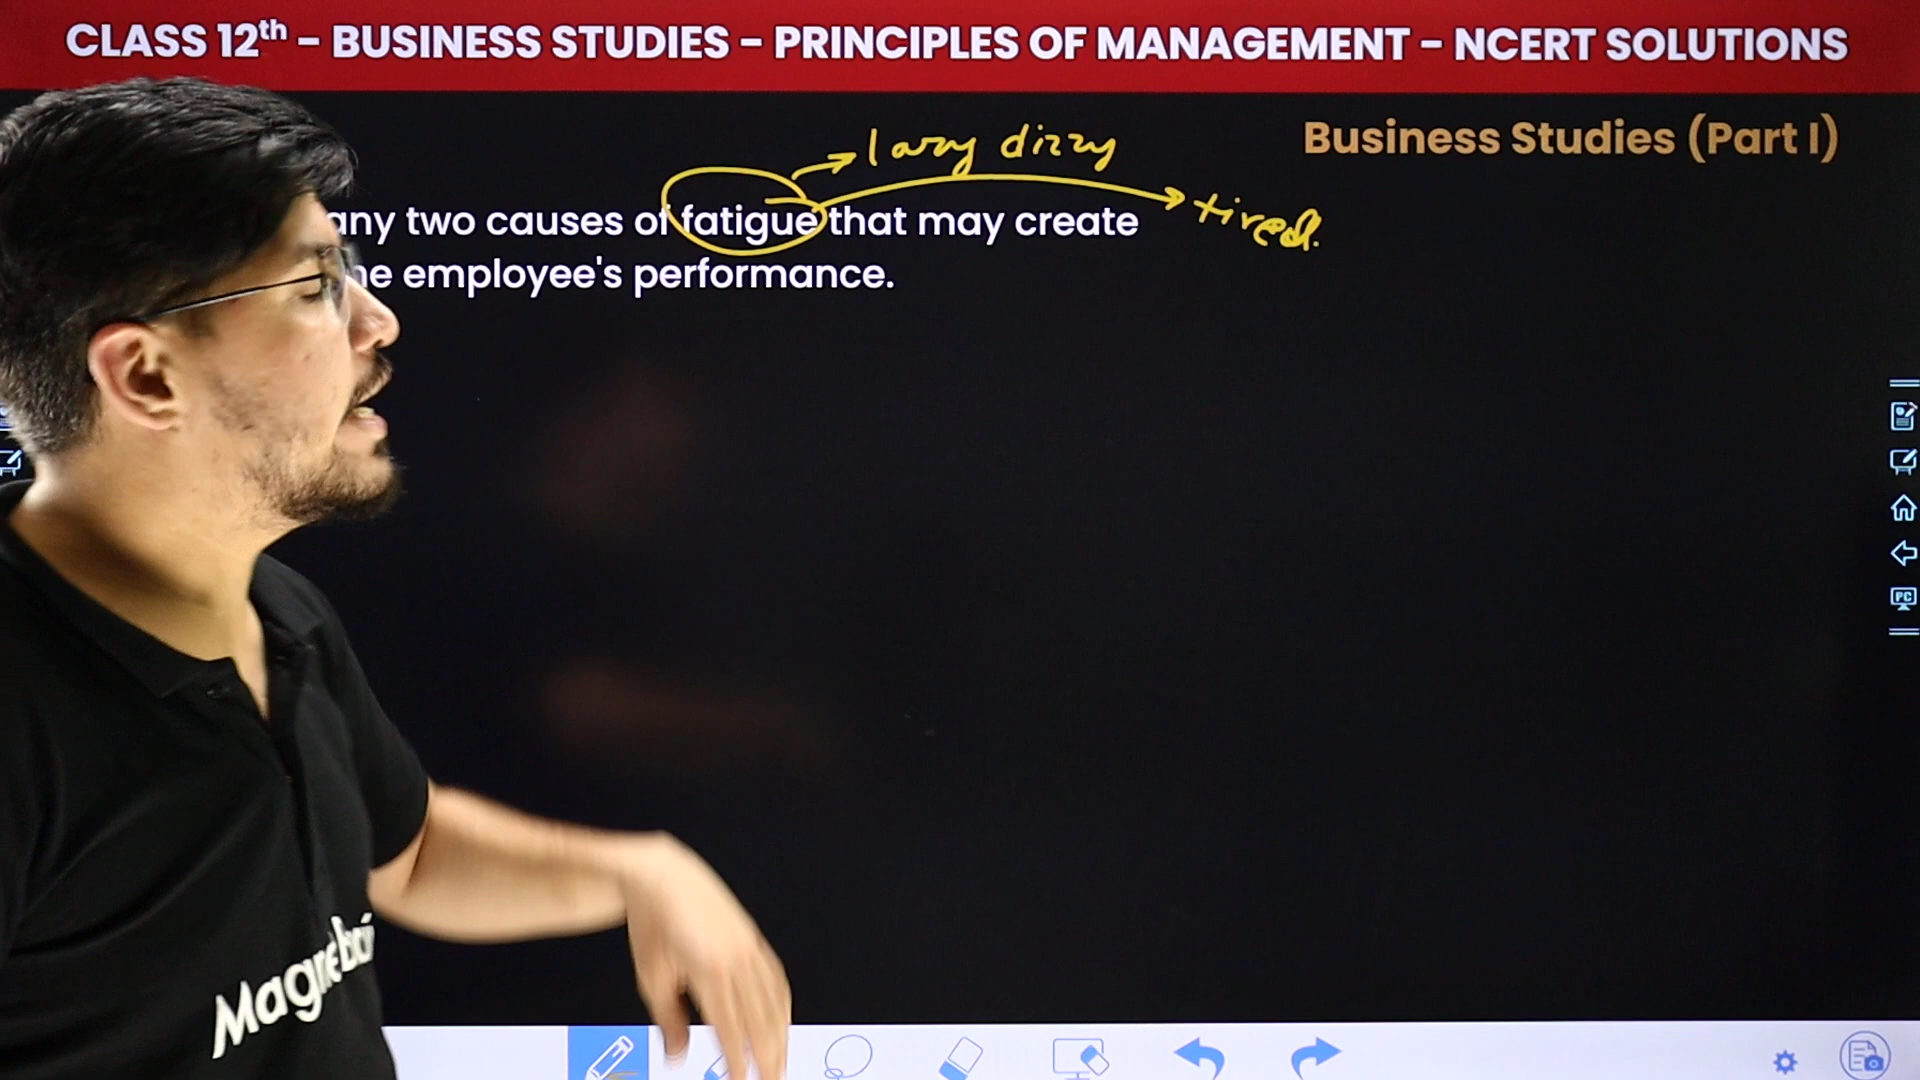 CLASS 12th - BUSINESS STUDIES - PRINCIPLES OF MANAGEMENT - NCERT SOLUTIONS
Business Studies (Part I)
lazy dizzy
tired.
any two causes of fatigue that may create
employee's performance.
PC